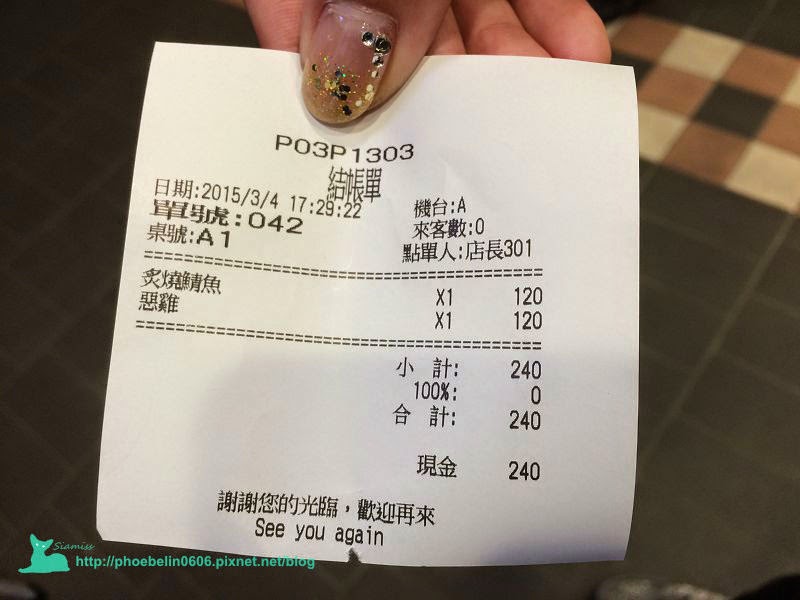 P03P1303
結帳單
日期:2015/3/4 17:29:22 機台:A
單號:042 來客數:0
桌號:A1 點單人:店長301
==========================================
炙燒鯖魚 X1 120
惡雞 X1 120
==========================================
小 計: 240
100%: 0
合 計: 240
現金 240
謝謝您的光臨，歡迎再來
See you again
Siamiss
http://phoebelin0606.pixnet.net/blog